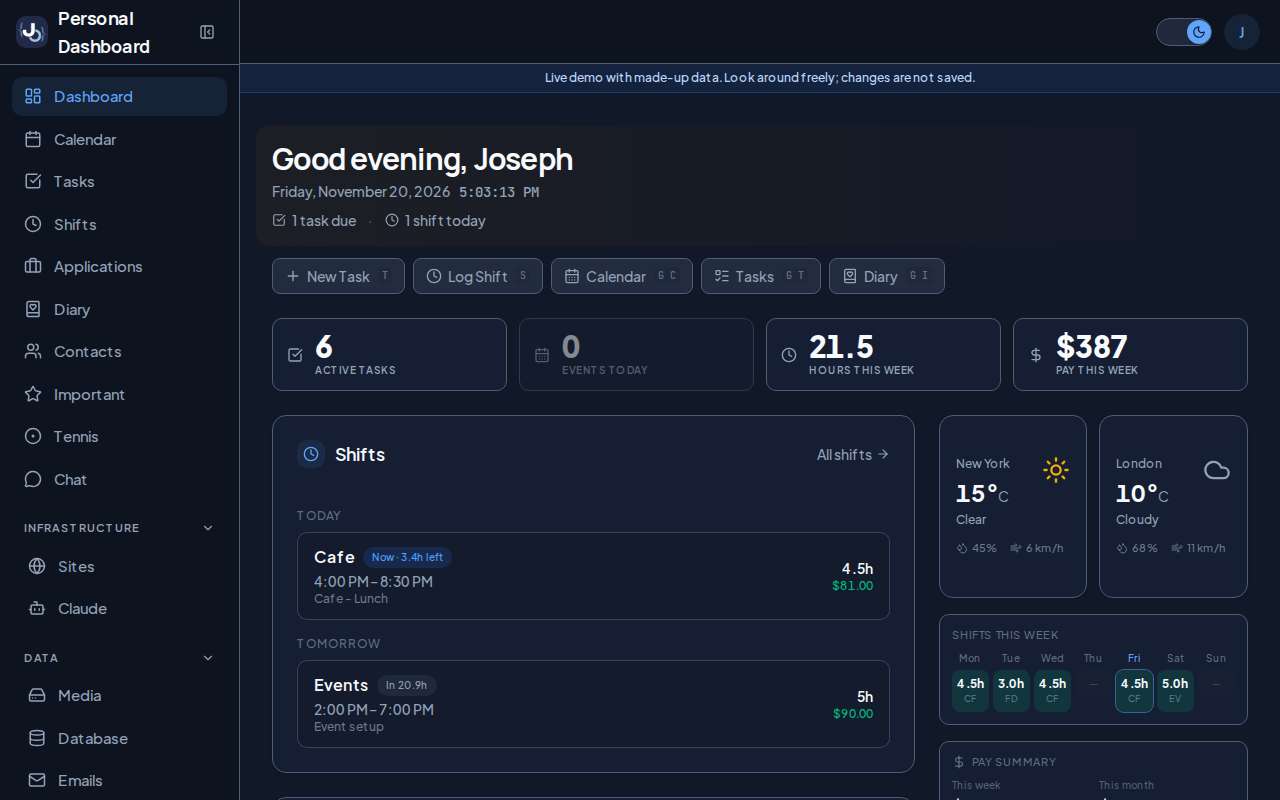 Personal
Dashboard
J
Live demo with made-up data. Look around freely; changes are not saved.
Dashboard
Calendar
Tasks
Shifts
Applications
Diary
Contacts
Important
Tennis
Chat
INFRASTRUCTURE
Sites
Claude
DATA
Media
Database
Emails
Good evening, Joseph
Friday, November 20, 2026 5:03:13 PM
1 task due · 1 shift today
New Task T
Log Shift S
Calendar G C
Tasks G T
Diary G I
6
ACTIVE TASKS
0
EVENTS TODAY
21.5
HOURS THIS WEEK
$387
PAY THIS WEEK
Shifts
All shifts →
TODAY
Cafe Now · 3.4h left
4:00 PM – 8:30 PM
Cafe - Lunch
4.5h
$81.00
TOMORROW
Events In 20.9h
2:00 PM – 7:00 PM
Event setup
5h
$90.00
New York
15°C
Clear
45% 6 km/h
London
10°C
Cloudy
68% 11 km/h
SHIFTS THIS WEEK
Mon Tue Wed Thu Fri Sat Sun
4.5h 3.0h 4.5h — 4.5h 5.0h —
CF FD CF CF EV
PAY SUMMARY
This week This month